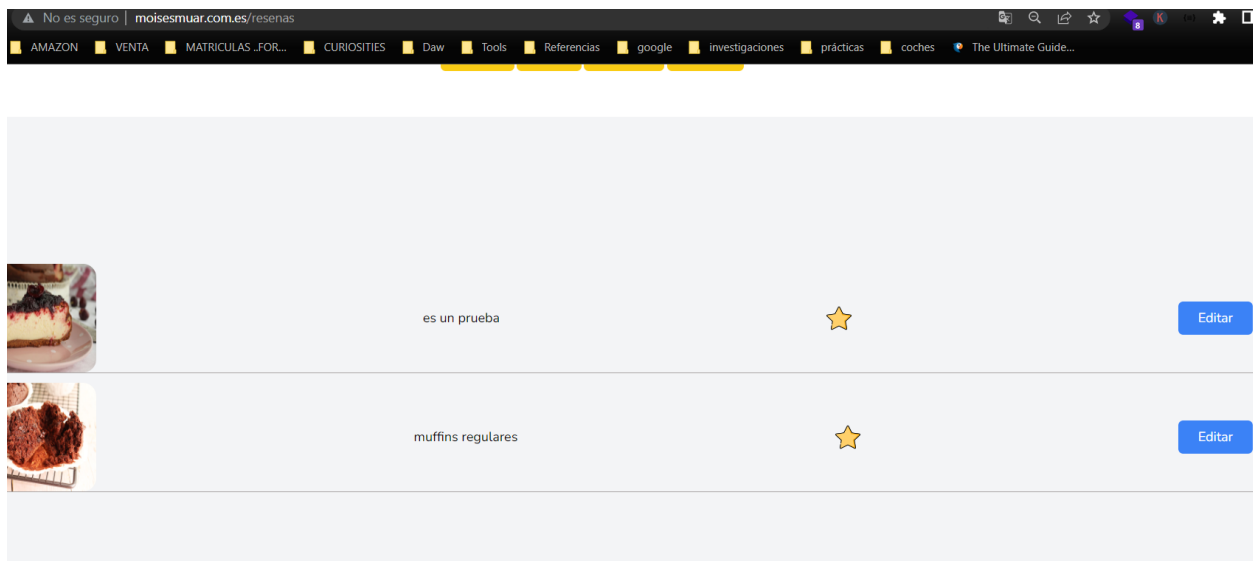 No es seguro | moisesmuar.com.es/resenas
8 K
AMAZON VENTA MATRICULAS ..FOR... CURIOSITIES Daw Tools Referencias google investigaciones prácticas coches The Ultimate Guide...
es un prueba Editar
muffins regulares Editar